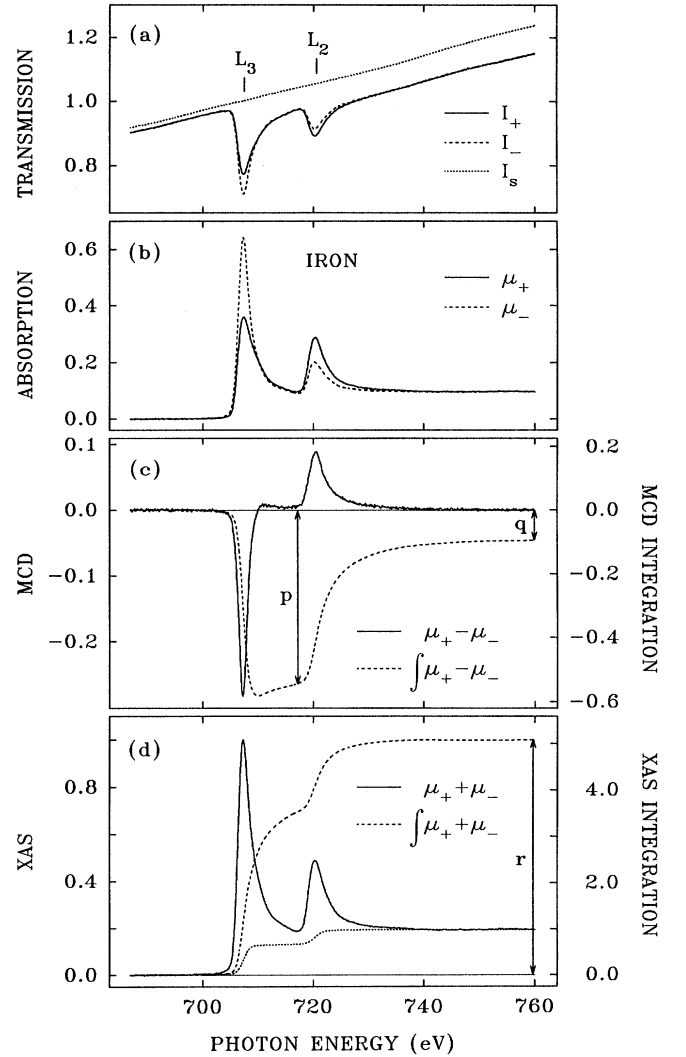 (a)
L₃
L₂
1.2
1.0
0.8
TRANSMISSION
I₊
I₋
Iₛ
(b)
IRON
0.6
0.4
0.2
0.0
ABSORPTION
μ₊
μ₋
(c)
0.1
0.0
−0.1
−0.2
MCD
p
q
0.2
0.0
−0.2
−0.4
−0.6
MCD INTEGRATION
μ₊−μ₋
∫μ₊−μ₋
(d)
0.8
0.4
0.0
XAS
μ₊+μ₋
∫μ₊+μ₋
r
4.0
2.0
0.0
XAS INTEGRATION
700 720 740 760
PHOTON ENERGY (eV)